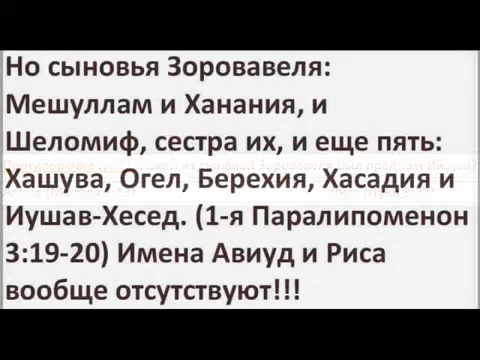 Но сыновья Зоровавеля:
Мешуллам и Ханания, и
Шеломиф, сестра их, и еще пять:
Хашува, Огел, Берехия, Хасадия и
Иушав-Хесед. (1-я Паралипоменон
3:19-20) Имена Авиуд и Риса
вообще отсутствуют!!!